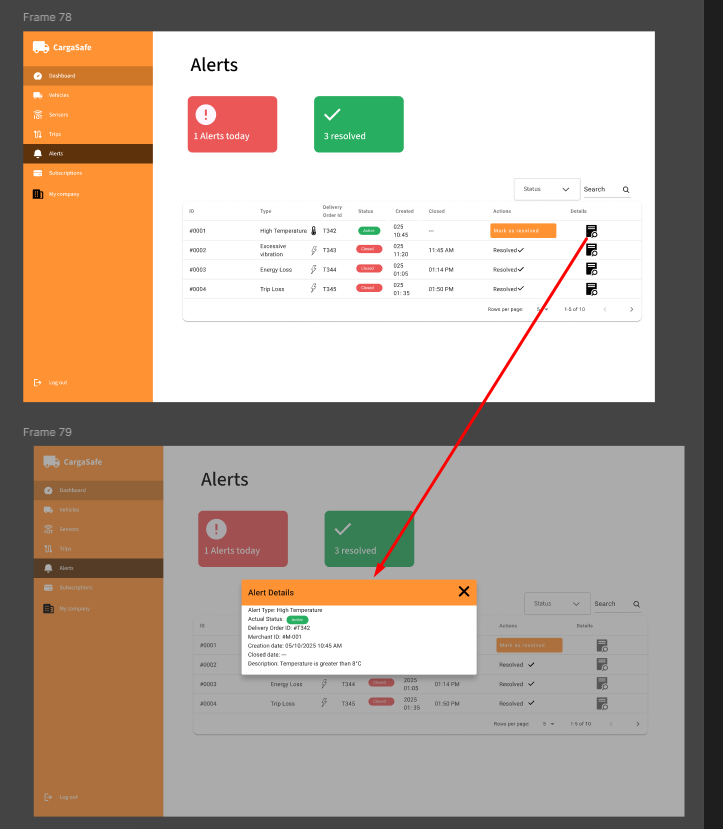 Frame 78
CargaSafe
Dashboard
Vehicles
Sensors
Trips
Alerts
Subscriptions
My company
Log out
Alerts
1 Alerts today
3 resolved
Status
Search
ID Type Delivery Order Id Status Created Closed Actions Details
#0001 High Temperature T342 Active 025 10.45 — Mark as resolved
#0002 Excessive vibration T343 Closed 025 11:20 11:45 AM Resolved
#0003 Energy Loss T344 Closed 025 01:05 01:14 PM Resolved
#0004 Trip Loss T345 Closed 025 01: 35 01:50 PM Resolved
Rows per page: 5 1-5 of 10
Frame 79
CargaSafe
Dashboard
Vehicles
Sensors
Trips
Alerts
Subscriptions
My company
Log out
Alerts
1 Alerts today
3 resolved
Status
Search
ID Actions Details
#0001 Mark as resolved
#0002 Resolved
#0003 Energy Loss T344 Closed 2025 01:05 01:14 PM Resolved
#0004 Trip Loss T345 Closed 2025 01: 35 01:50 PM Resolved
Rows per page: 5 1-5 of 10
Alert Details
Alert Type: High Temperature
Actual Status Active
Delivery Order ID: #T342
Merchant ID: #M-001
Creation date: 05/10/2025 10:45 AM
Closed date: —
Description: Temperature is greater than 8°C